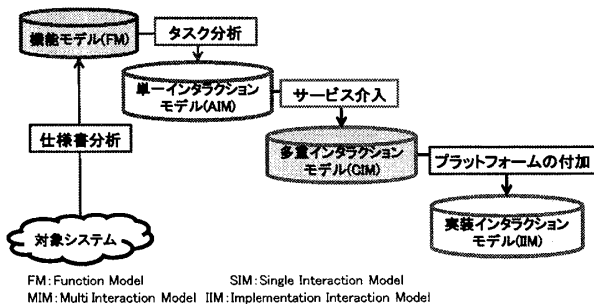 機能モデル(FM)
タスク分析
単一インタラクション
モデル(AIM)
サービス介入
仕様書分析
多重インタラクション
モデル(CIM)
プラットフォームの付加
対象システム
実装インタラクション
モデル(IIM)
FM:Function Model SIM:Single Interaction Model
MIM:Multi Interaction Model IIM:Implementation Interaction Model